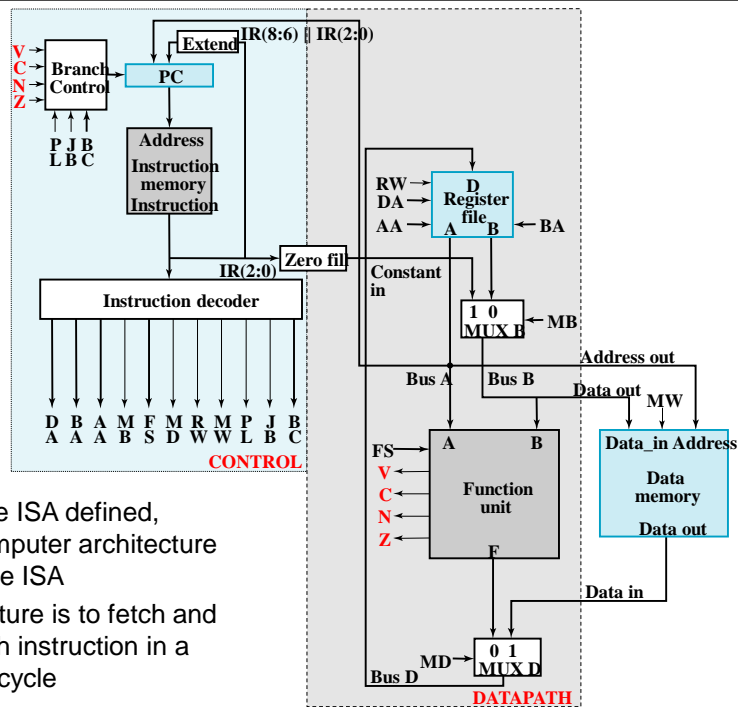 IR(8:6) || IR(2:0)
Extend
V
C
N
Z
Branch
Control
PC
P J B
L B C
Address
Instruction
memory
Instruction
IR(2:0)
Zero fill
Constant
in
Instruction decoder
D B A M F M R M P J B
A A A B S D W W L B C
CONTROL
RW
DA
AA
D
Register
file
A B
BA
1 0
MUX B
MB
Address out
Bus A
Bus B
Data out
MW
FS
A B
V
C
N
Z
Function
unit
F
Data_in Address
Data
memory
Data out
Data in
MD
0 1
MUX D
Bus D
DATAPATH
e ISA defined,
mputer architecture
e ISA
ture is to fetch and
h instruction in a
cycle